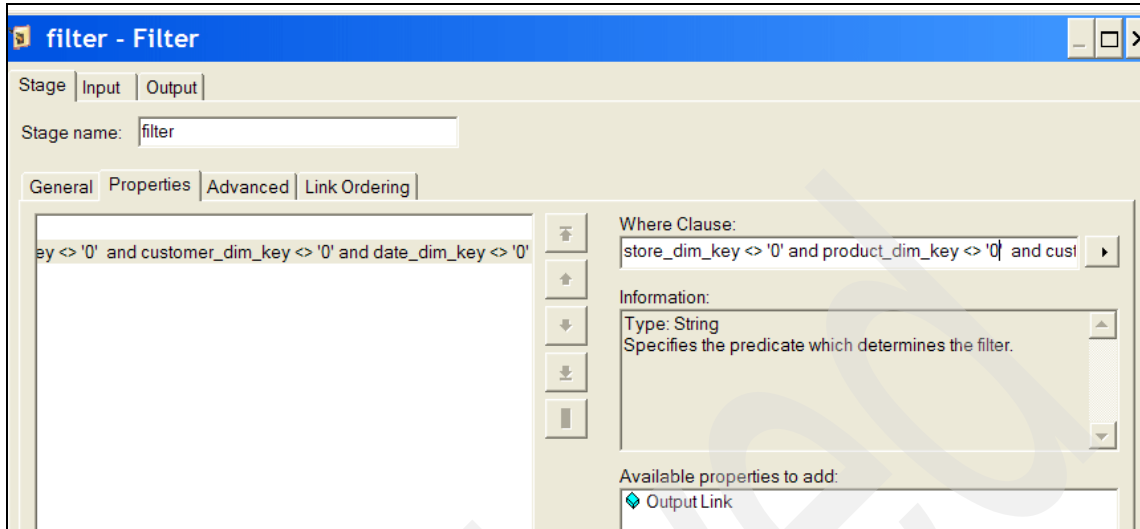 filter - Filter
Stage Input Output
Stage name: filter
General Properties Advanced Link Ordering
ey <> '0'  and customer_dim_key <> '0' and date_dim_key <> '0'
Where Clause:
store_dim_key <> '0' and product_dim_key <> '0'  and cust
Information:
Type: String
Specifies the predicate which determines the filter.
Available properties to add:
Output Link